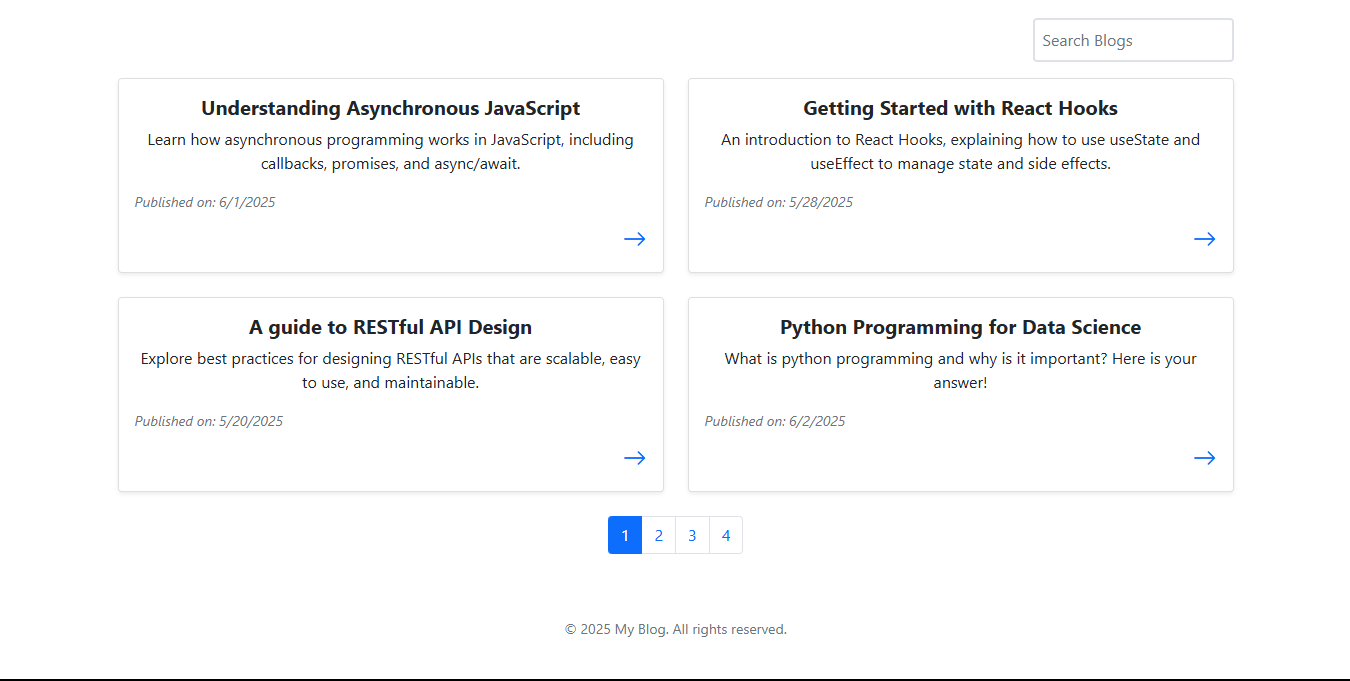 Search Blogs
Understanding Asynchronous JavaScript
Learn how asynchronous programming works in JavaScript, including
callbacks, promises, and async/await.
Published on: 6/1/2025
Getting Started with React Hooks
An introduction to React Hooks, explaining how to use useState and
useEffect to manage state and side effects.
Published on: 5/28/2025
A guide to RESTful API Design
Explore best practices for designing RESTful APIs that are scalable, easy
to use, and maintainable.
Published on: 5/20/2025
Python Programming for Data Science
What is python programming and why is it important? Here is your
answer!
Published on: 6/2/2025
1 2 3 4
© 2025 My Blog. All rights reserved.